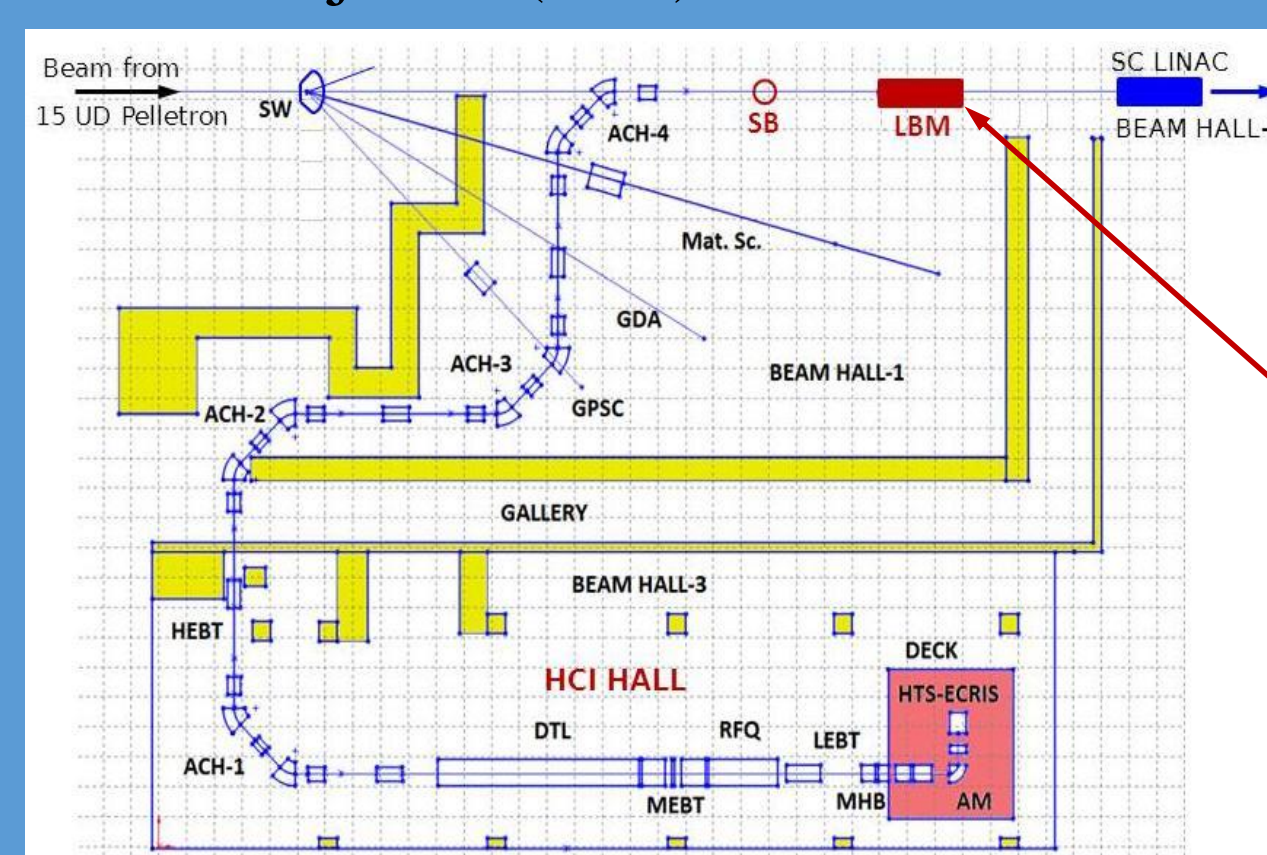 Beam from
15 UD Pelletron
SW
ACH-4
SB
LBM
SC LINAC
BEAM HALL-
Mat. Sc.
GDA
ACH-3
BEAM HALL-1
ACH-2
GPSC
GALLERY
BEAM HALL-3
HEBT
DECK
HCI HALL
HTS-ECRIS
DTL
RFQ
LEBT
ACH-1
MEBT
MHB
AM